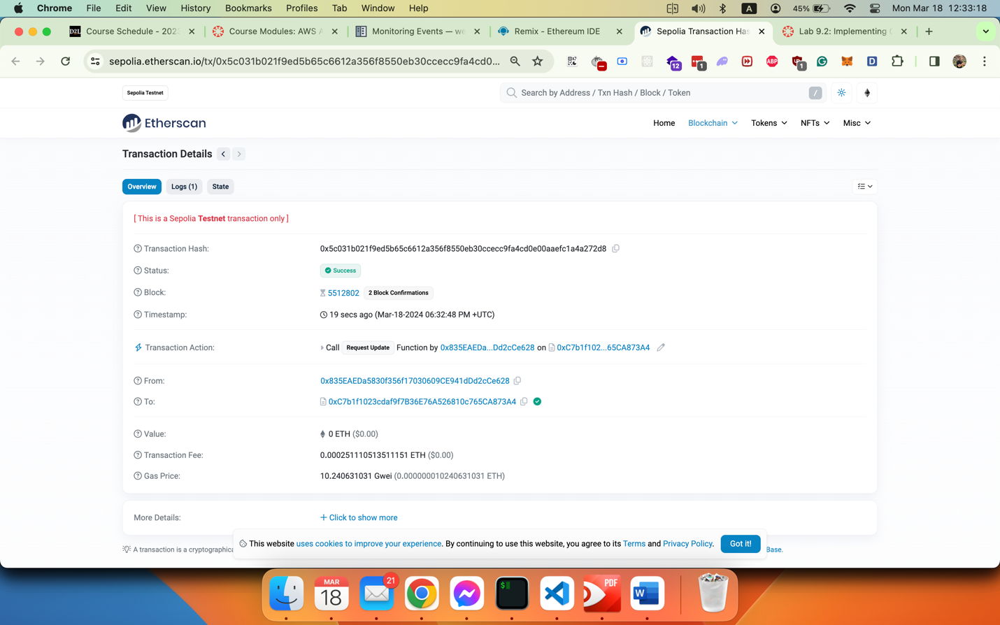 Chrome File Edit View History Bookmarks Profiles Tab Window Help A 45% Mon Mar 18 12:33:18
D2L Course Schedule - 202 Course Modules: AWS A Monitoring Events — we Remix - Ethereum IDE Sepolia Transaction Has Lab 9.2: Implementing
sepolia.etherscan.io/tx/0x5c031b021f9ed5b65c6612a356f8550eb30ccecc9fa4cd0... 12 1 ABP 1 D
Sepolia Testnet Search by Address / Txn Hash / Block / Token /
Etherscan Home Blockchain Tokens NFTs Misc
Transaction Details
Overview Logs (1) State
[ This is a Sepolia Testnet transaction only ]
Transaction Hash: 0x5c031b021f9ed5b65c6612a356f8550eb30ccecc9fa4cd0e00aaefc1a4a272d8
Status: Success
Block: 5512802 2 Block Confirmations
Timestamp: 19 secs ago (Mar-18-2024 06:32:48 PM +UTC)
Transaction Action: Call Request Update Function by 0x835EAEDa...Dd2cCe628 on 0xC7b1f102...65CA873A4
From: 0x835EAEDa5830f356f17030609CE941dDd2cCe628
To: 0xC7b1f1023cdaf9f7B36E76A526810c765CA873A4
Value: 0 ETH ($0.00)
Transaction Fee: 0.000251110513511151 ETH ($0.00)
Gas Price: 10.240631031 Gwei (0.000000010240631031 ETH)
More Details: + Click to show more
This website uses cookies to improve your experience. By continuing to use this website, you agree to its Terms and Privacy Policy. Got it!
A transaction is a cryptographica Base.
MAR 18 21 $ PDF W